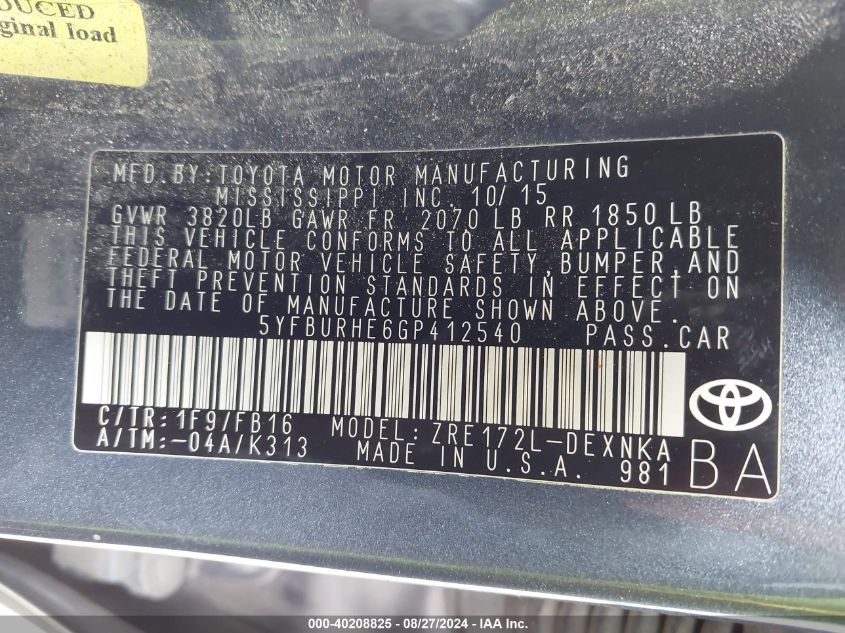 DUCED
ginal load
MFD.BY:TOYOTA MOTOR MANUFACTURING
MISSISSIPPI INC. 10/15
GVWR 3820LB GAWR FR 2070 LB RR 1850 LB
THIS VEHICLE CONFORMS TO ALL APPLICABLE
FEDERAL MOTOR VEHICLE SAFETY,BUMPER,AND
THEFT PREVENTION STANDARDS IN EFFECT ON
THE DATE OF MANUFACTURE SHOWN ABOVE.
5YFBURHE6GP412540 PASS.CAR
C/TR:1F9/FB16 MODEL:ZRE172L-DEXNKA
A/TM:-04A/K313 MADE IN U.S.A. 981
BA
000-40208825 - 08/27/2024 - IAA Inc.